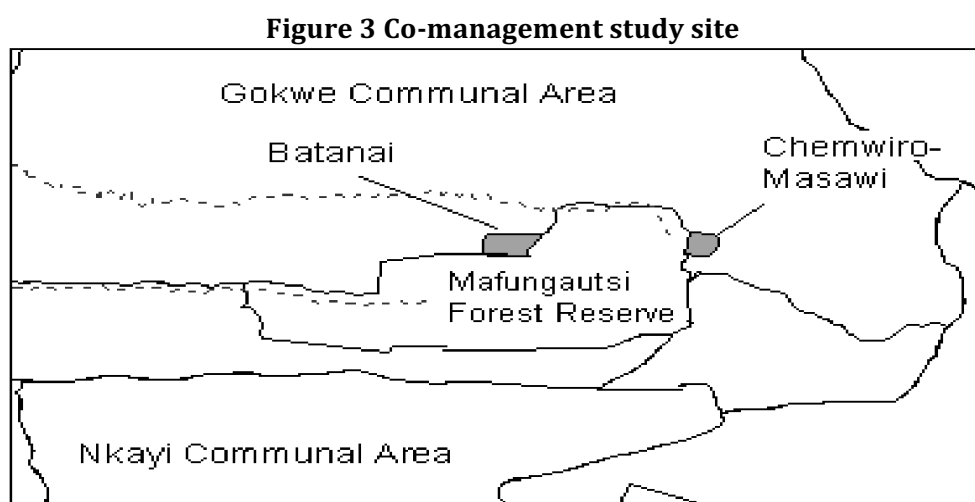 Figure 3 Co-management study site
Gokwe Communal Area
Batanai
Chemwiro-
Masawi
Mafungautsi
Forest Reserve
Nkayi Communal Area